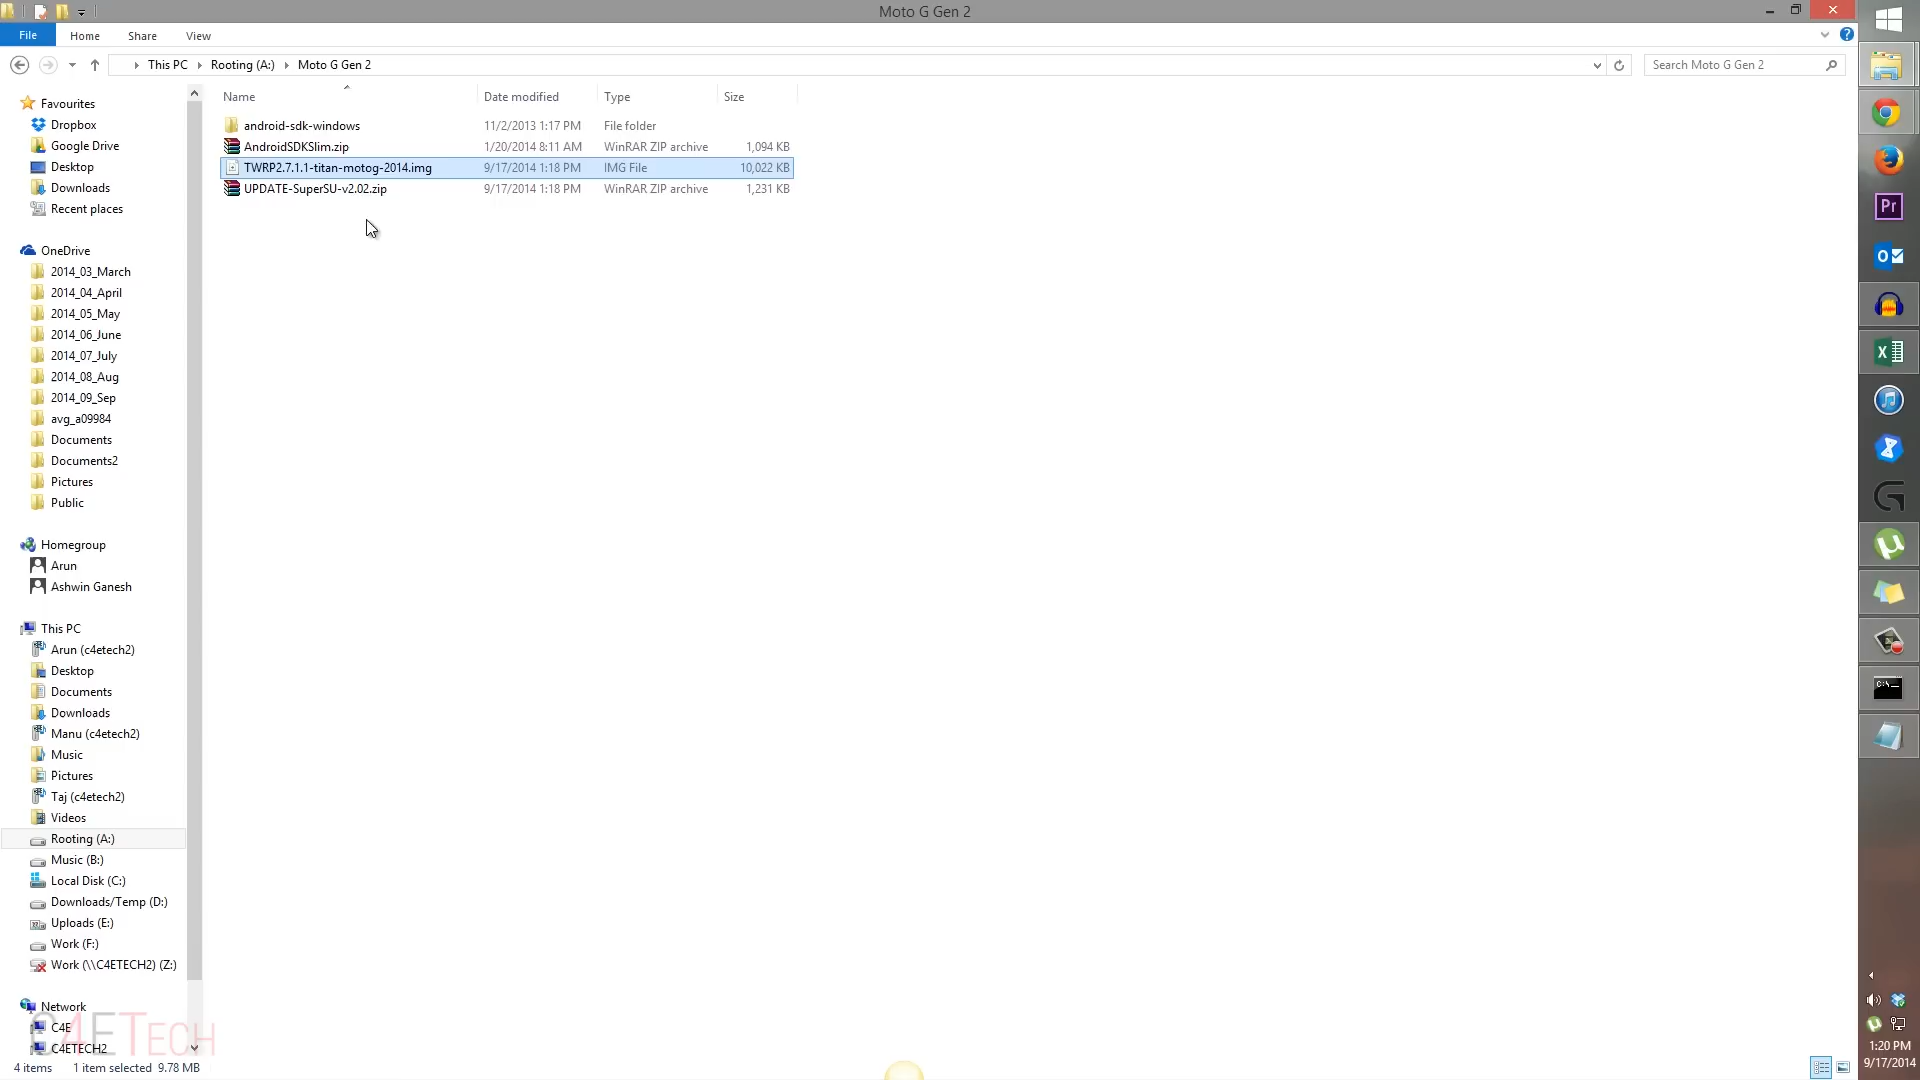 Moto G Gen 2
File
Home
Share
View
This PC
Rooting (A:)
Moto G Gen 2
Search Moto G Gen 2
Name
Date modified
Type
Size
android-sdk-windows
11/2/2013 1:17 PM
File folder
AndroidSDKSlim.zip
1/20/2014 8:11 AM
WinRAR ZIP archive
1,094 KB
TWRP2.7.1.1-titan-motog-2014.img
9/17/2014 1:18 PM
IMG File
10,022 KB
UPDATE-SuperSU-v2.02.zip
9/17/2014 1:18 PM
WinRAR ZIP archive
1,231 KB
Favourites
Dropbox
Google Drive
Desktop
Downloads
Recent places
OneDrive
2014_03_March
2014_04_April
2014_05_May
2014_06_June
2014_07_July
2014_08_Aug
2014_09_Sep
avg_a09984
Documents
Documents2
Pictures
Public
Homegroup
Arun
Ashwin Ganesh
This PC
Arun (c4etech2)
Desktop
Documents
Downloads
Manu (c4etech2)
Music
Pictures
Taj (c4etech2)
Videos
Rooting (A:)
Music (B:)
Local Disk (C:)
Downloads/Temp (D:)
Uploads (E:)
Work (F:)
Work (\\C4ETECH2) (Z:)
Network
C4E
C4ETECH2
C4ETECH
4 items
1 item selected 9.78 MB
Pr
1:20 PM
9/17/2014